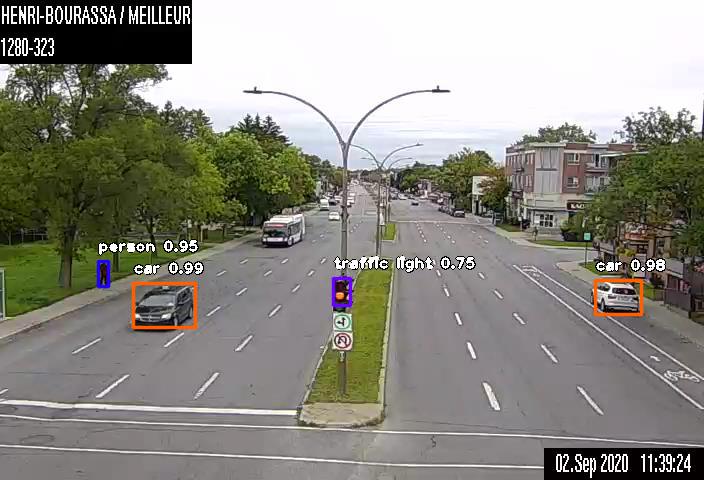 HENRI-BOURASSA / MEILLEUR
1280-323
person 0.95
car 0.99
traffic light 0.75
car 0.98
02.Sep 2020 11:39:24